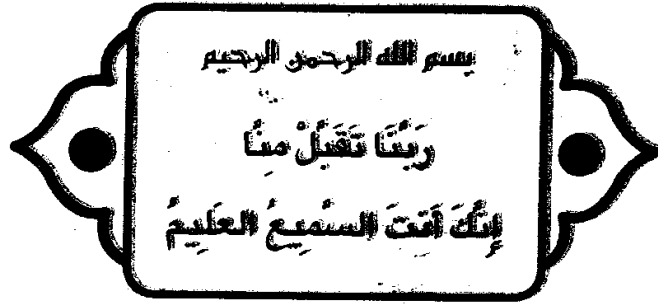 بسم الله الرحمن الرحيم
رَبَّنَا تَقَبَّلْ مِنَّا
إِنَّكَ أَنتَ السَّمِيعُ العَلِيمُ